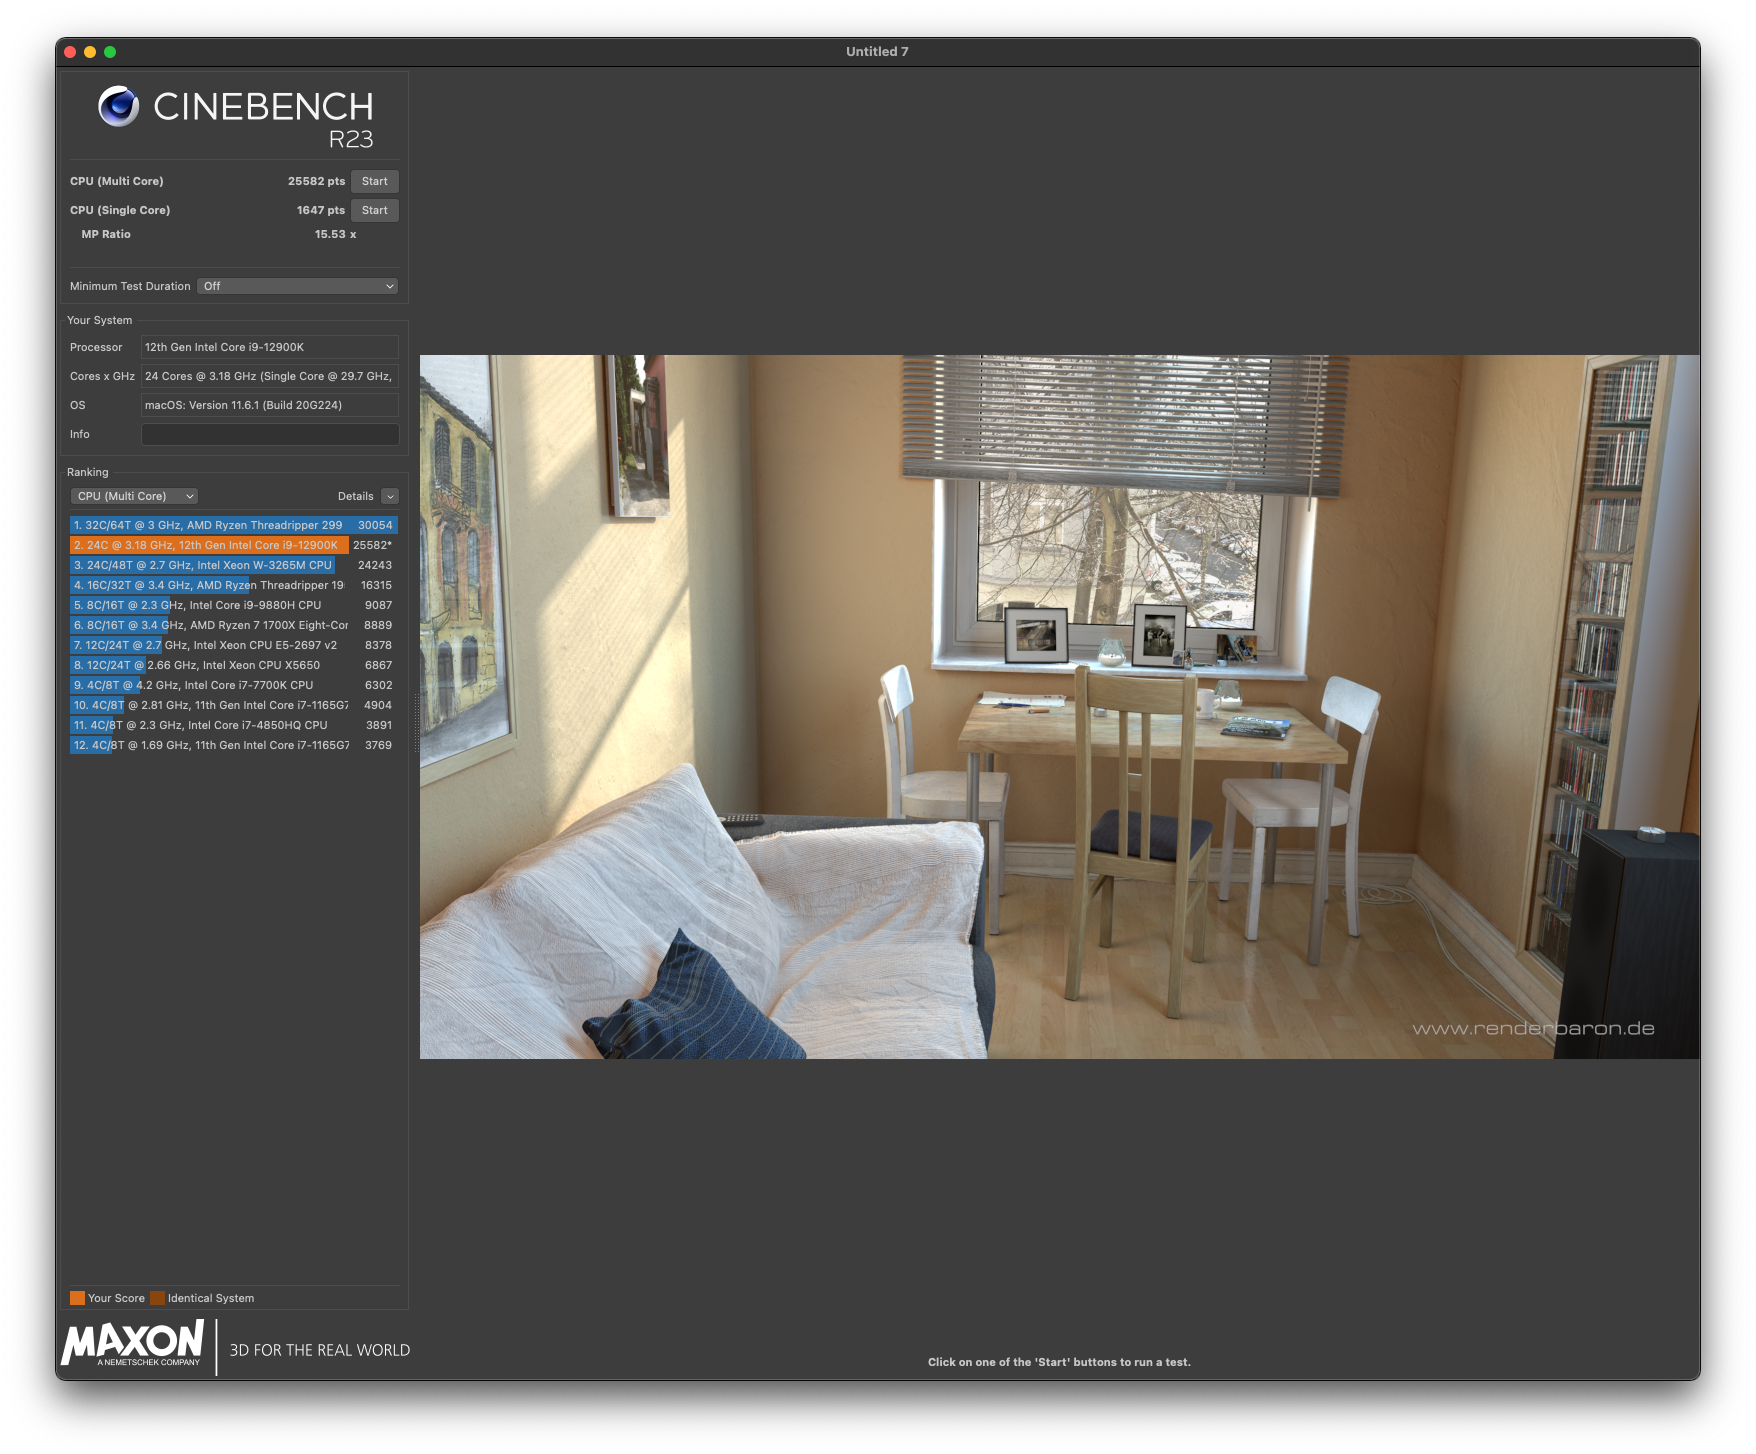 Untitled 7
CINEBENCH
R23
CPU (Multi Core) 25582 pts Start
CPU (Single Core) 1647 pts Start
MP Ratio 15.53 x
Minimum Test Duration Off
Your System
Processor 12th Gen Intel Core i9-12900K
Cores x GHz 24 Cores @ 3.18 GHz (Single Core @ 29.7 GHz,
OS macOS: Version 11.6.1 (Build 20G224)
Info
Ranking
CPU (Multi Core) Details
1. 32C/64T @ 3 GHz, AMD Ryzen Threadripper 299 30054
2. 24C @ 3.18 GHz, 12th Gen Intel Core i9-12900K 25582*
3. 24C/48T @ 2.7 GHz, Intel Xeon W-3265M CPU 24243
4. 16C/32T @ 3.4 GHz, AMD Ryzen Threadripper 19 16315
5. 8C/16T @ 2.3 GHz, Intel Core i9-9880H CPU 9087
6. 8C/16T @ 3.4 GHz, AMD Ryzen 7 1700X Eight-Cor 8889
7. 12C/24T @ 2.7 GHz, Intel Xeon CPU E5-2697 v2 8378
8. 12C/24T @ 2.66 GHz, Intel Xeon CPU X5650 6867
9. 4C/8T @ 4.2 GHz, Intel Core i7-7700K CPU 6302
10. 4C/8T @ 2.81 GHz, 11th Gen Intel Core i7-1165G7 4904
11. 4C/8T @ 2.3 GHz, Intel Core i7-4850HQ CPU 3891
12. 4C/8T @ 1.69 GHz, 11th Gen Intel Core i7-1165G7 3769
www.renderbaron.de
Your Score Identical System
MAXON
A NEMETSCHEK COMPANY
3D FOR THE REAL WORLD
Click on one of the 'Start' buttons to run a test.